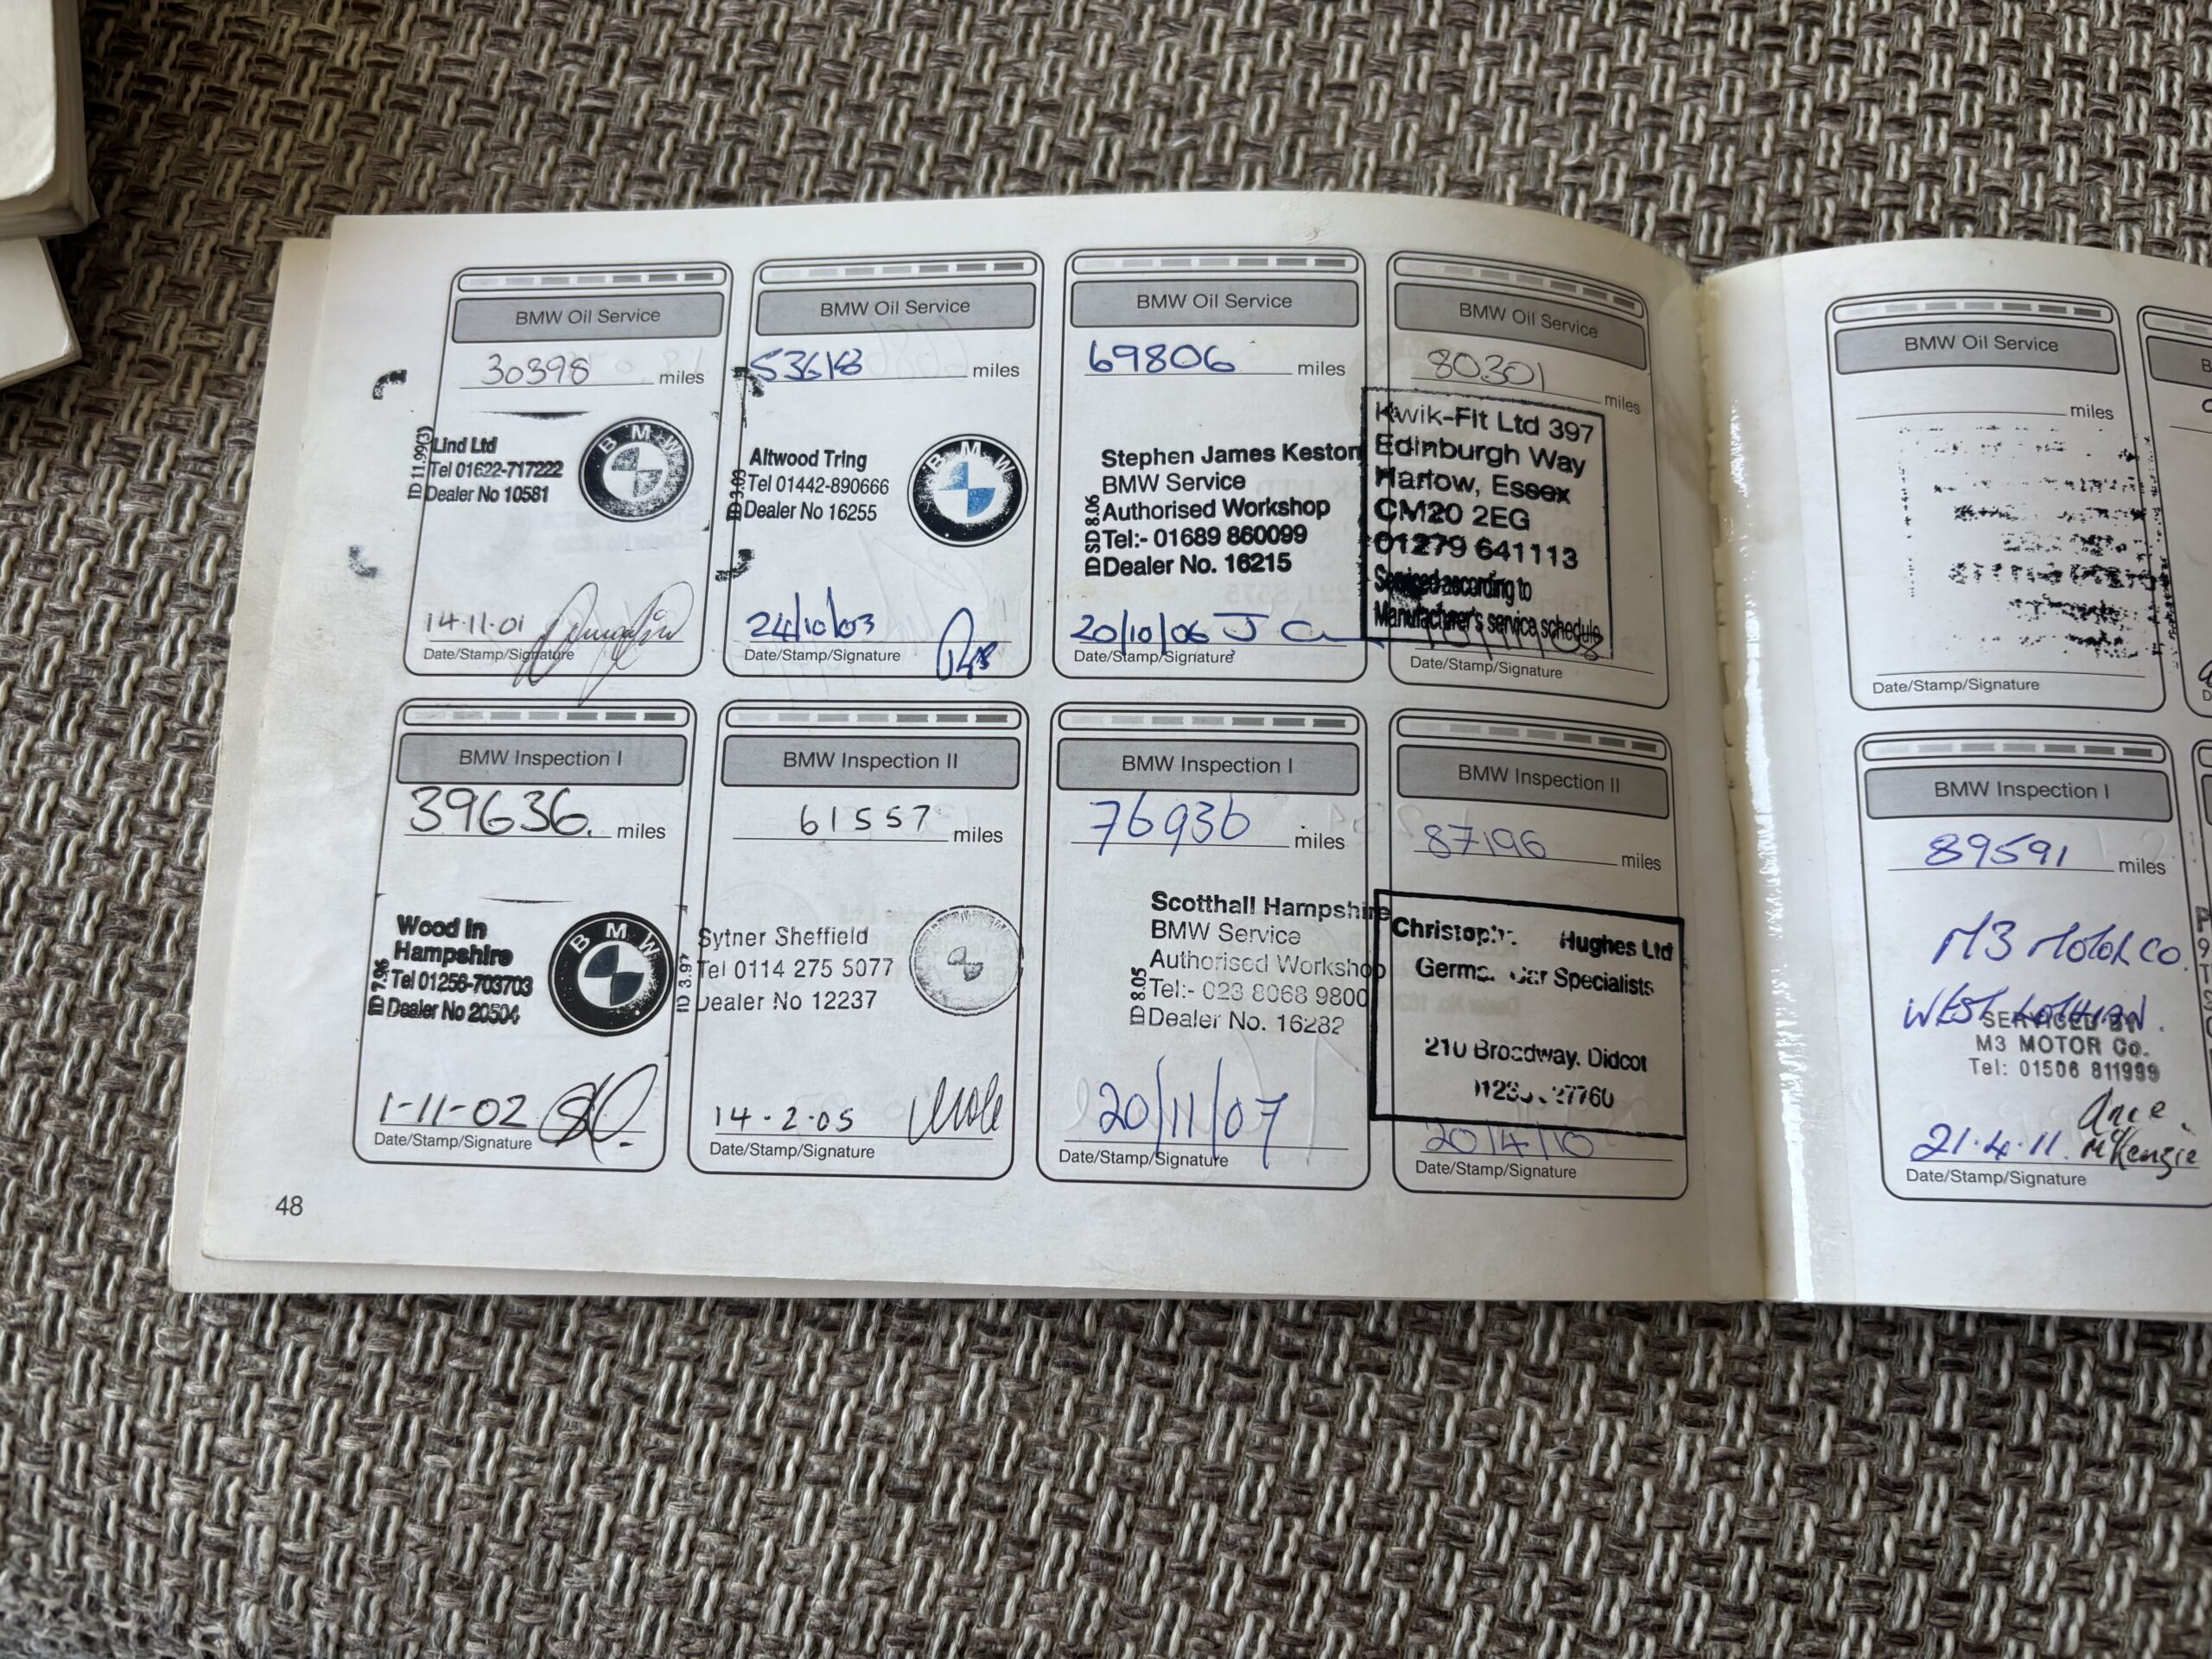 BMW Oil Service
30398 miles
ID 11.99(3)
Lind Ltd
Tel 01622-717222
Dealer No 10581
BMW
14-11-01
Date/Stamp/Signature
BMW Oil Service
53618 miles
ID 3.03
Altwood Tring
Tel 01442-890666
Dealer No 16255
BMW
24/10/03
Date/Stamp/Signature
BMW Oil Service
69806 miles
ID SD 8.06
Stephen James Keston
BMW Service
Authorised Workshop
Tel:- 01689 860099
Dealer No. 16215
20/10/06
Date/Stamp/Signature
BMW Oil Service
80301 miles
Kwik-Fit Ltd 397
Edinburgh Way
Harlow, Essex
CM20 2EG
01279 641113
Serviced according to
Manufacturer's service schedule
Date/Stamp/Signature
BMW Inspection I
39636. miles
ID 7.96
Wood in
Hampshire
Tel 01256-703703
Dealer No 20504
BMW
1-11-02
Date/Stamp/Signature
BMW Inspection II
61557 miles
ID 3.97
Sytner Sheffield
Tel 0114 275 5077
Dealer No 12237
14-2-05
Date/Stamp/Signature
BMW Inspection I
76936 miles
ID 8.05
Scotthall Hampshire
BMW Service
Authorised Workshop
Tel:- 023 8068 9800
Dealer No. 16282
20/11/07
Date/Stamp/Signature
BMW Inspection II
87196 miles
Hughes Ltd
Car Specialists
210 Broadway. Didcot
20/4/10
Date/Stamp/Signature
48
BMW Oil Service
miles
Date/Stamp/Signature
BMW Inspection I
89591 miles
M3 MOTOR CO.
WEST LOTHIAN.
SERVICED BY
M3 MOTOR Co.
Tel: 01506 811999
21.4.11. McKenzie
Date/Stamp/Signature